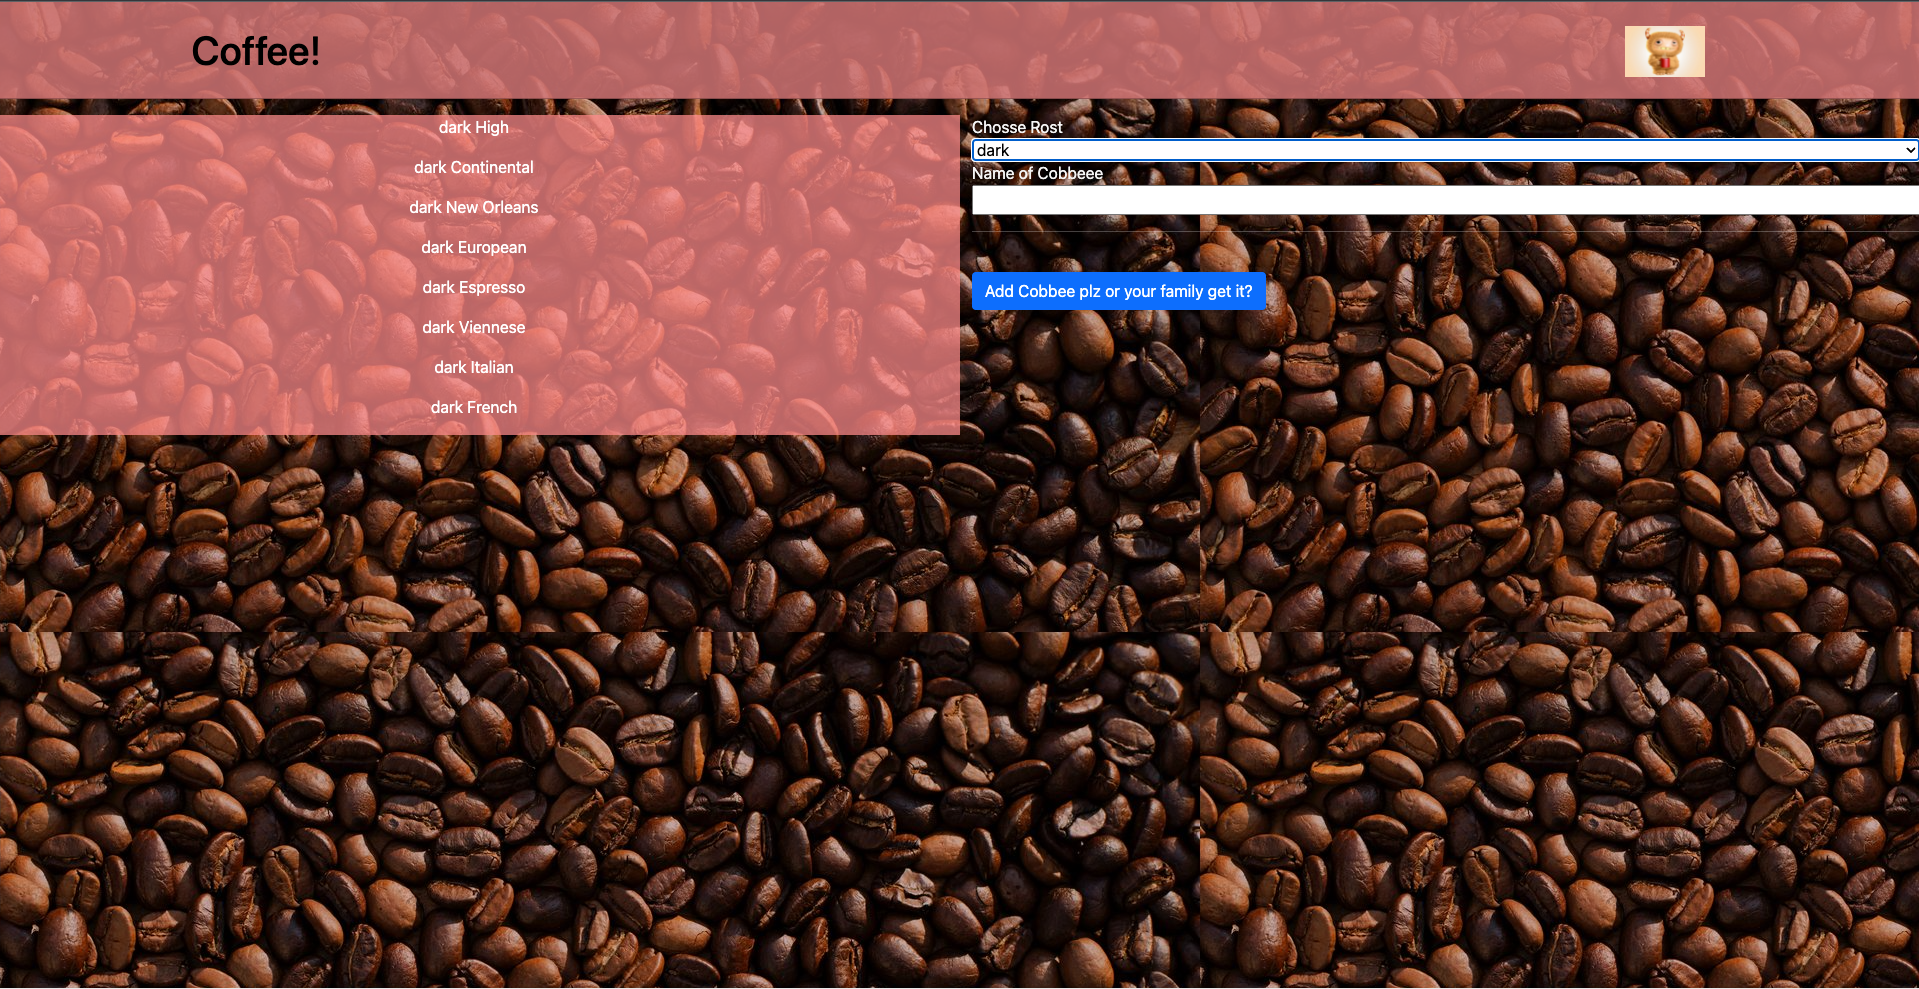 Coffee!
dark High
dark Continental
dark New Orleans
dark European
dark Espresso
dark Viennese
dark Italian
dark French
Chosse Rost
dark
Name of Cobbeee
Add Cobbee plz or your family get it?